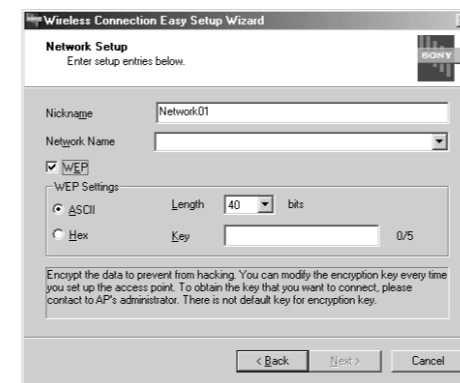 Wireless Connection Easy Setup Wizard
Network Setup
Enter setup entries below.
SONY
Nickname Network01
Network Name
WEP
WEP Settings
ASCII Length 40 bits
Hex Key 0/5
Encrypt the data to prevent from hacking. You can modify the encryption key every time
you set up the access point. To obtain the key that you want to connect, please
contact to AP's administrator. There is not default key for encryption key.
< Back Next > Cancel